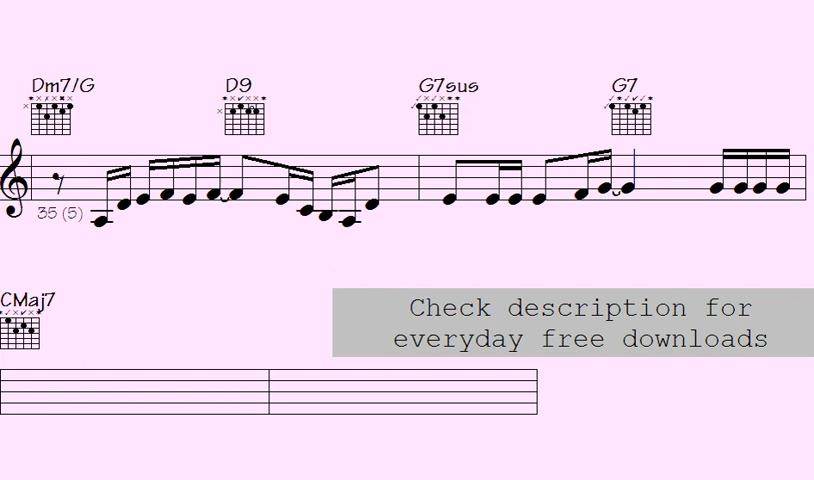 Dm7/G D9 G7sus G7
35 (5)
CMaj7
Check description for
everyday free downloads